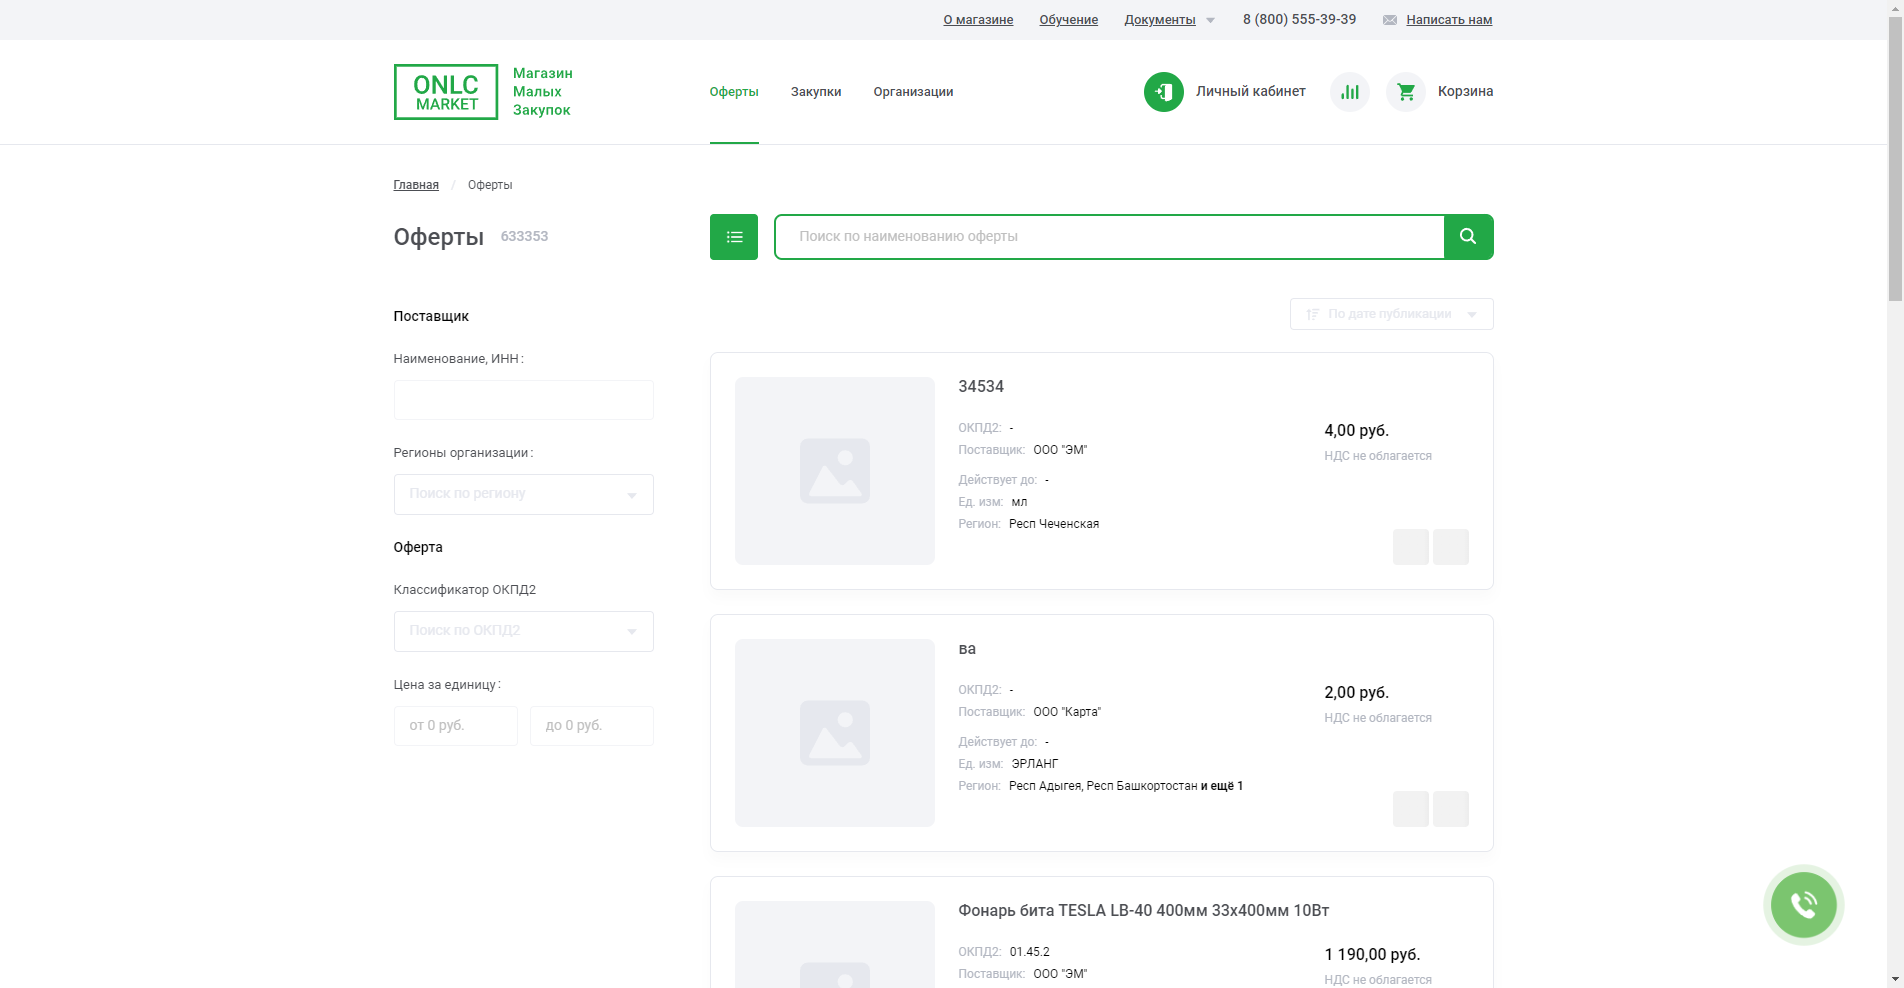 О магазине
Обучение
Документы
8 (800) 555-39-39
Написать нам
ONLC
MARKET
Магазин
Малых
Закупок
Оферты
Закупки
Организации
Личный кабинет
Корзина
Главная / Оферты
Оферты 633353
Поиск по наименованию оферты
По дате публикации
Поставщик
Наименование, ИНН:
Регионы организации:
Поиск по региону
Оферта
Классификатор ОКПД2
Поиск по ОКПД2
Цена за единицу:
от 0 руб.
до 0 руб.
34534
ОКПД2: -
Поставщик: ООО "ЭМ"
Действует до: -
Ед. изм: мл
Регион: Респ Чеченская
4,00 руб.
НДС не облагается
ва
ОКПД2: -
Поставщик: ООО "Карта"
Действует до: -
Ед. изм: ЭРЛАНГ
Регион: Респ Адыгея, Респ Башкортостан и ещё 1
2,00 руб.
НДС не облагается
Фонарь бита TESLA LB-40 400мм 33х400мм 10Вт
ОКПД2: 01.45.2
Поставщик: ООО "ЭМ"
1 190,00 руб.
НДС не облагается